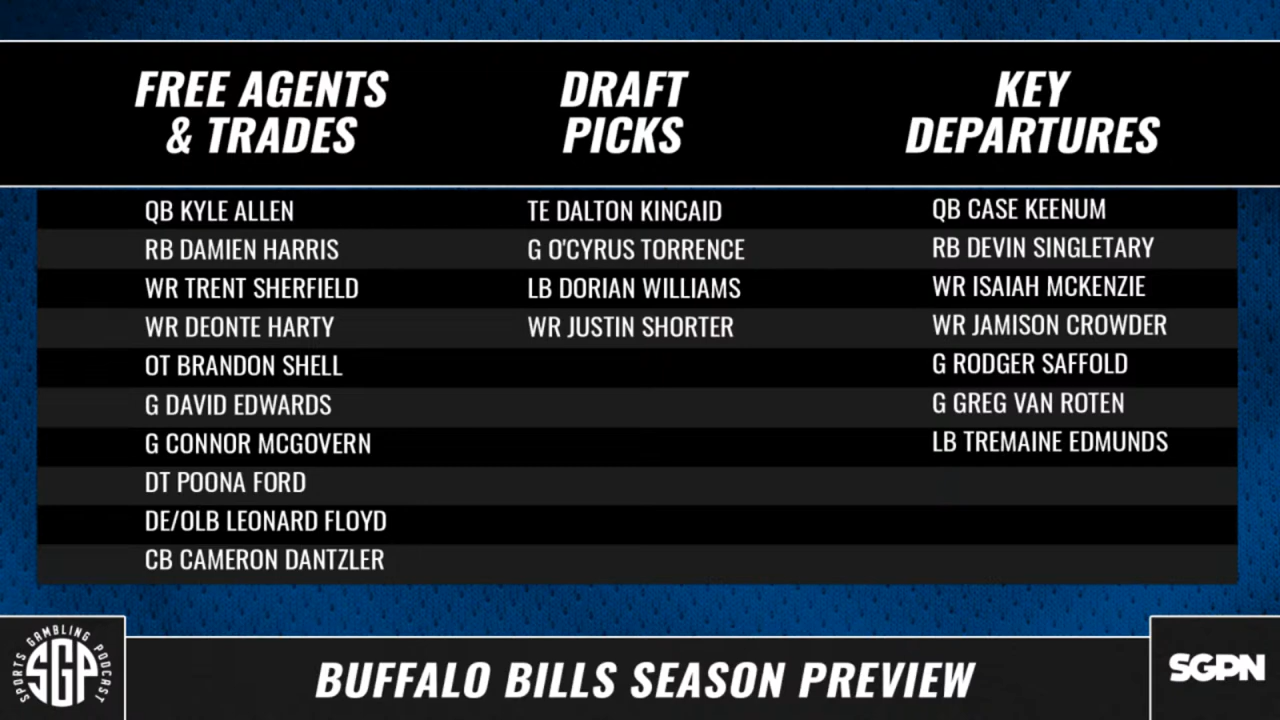 FREE AGENTS
& TRADES
DRAFT
PICKS
KEY
DEPARTURES
QB KYLE ALLEN
RB DAMIEN HARRIS
WR TRENT SHERFIELD
WR DEONTE HARTY
OT BRANDON SHELL
G DAVID EDWARDS
G CONNOR MCGOVERN
DT POONA FORD
DE/OLB LEONARD FLOYD
CB CAMERON DANTZLER
TE DALTON KINCAID
G O'CYRUS TORRENCE
LB DORIAN WILLIAMS
WR JUSTIN SHORTER
QB CASE KEENUM
RB DEVIN SINGLETARY
WR ISAIAH MCKENZIE
WR JAMISON CROWDER
G RODGER SAFFOLD
G GREG VAN ROTEN
LB TREMAINE EDMUNDS
SPORTS GAMBLING PODCAST
SGP
BUFFALO BILLS SEASON PREVIEW
SGPN